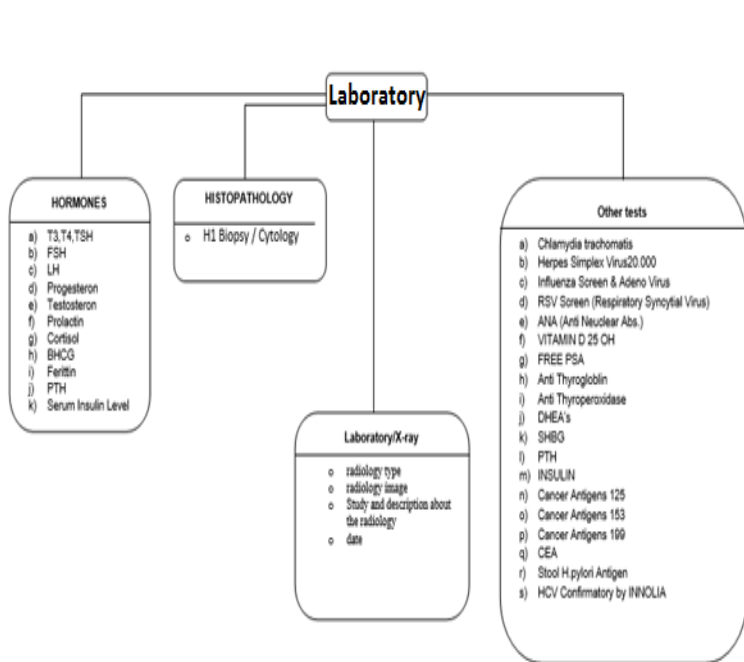 Laboratory
HORMONES
a) T3,T4,TSH
b) FSH
c) LH
d) Progesteron
e) Testosteron
f) Prolactin
g) Cortisol
h) BHCG
i) Ferittin
j) PTH
k) Serum Insulin Level
HISTOPATHOLOGY
o H1 Biopsy / Cytology
Laboratory/X-ray
o radiology type
o radiology image
o Study and description about
the radiology
o date
Other tests
a) Chlamydia trachomatis
b) Herpes Simplex Virus20.000
c) Influenza Screen & Adeno Virus
d) RSV Screen (Respiratory Syncytial Virus)
e) ANA (Anti Neuclear Abs.)
f) VITAMIN D 25 OH
g) FREE PSA
h) Anti Thyrogloblin
i) Anti Thyroperoxidase
j) DHEA's
k) SHBG
l) PTH
m) INSULIN
n) Cancer Antigens 125
o) Cancer Antigens 153
p) Cancer Antigens 199
q) CEA
r) Stool H.pylori Antigen
s) HCV Confirmatory by INNOLIA